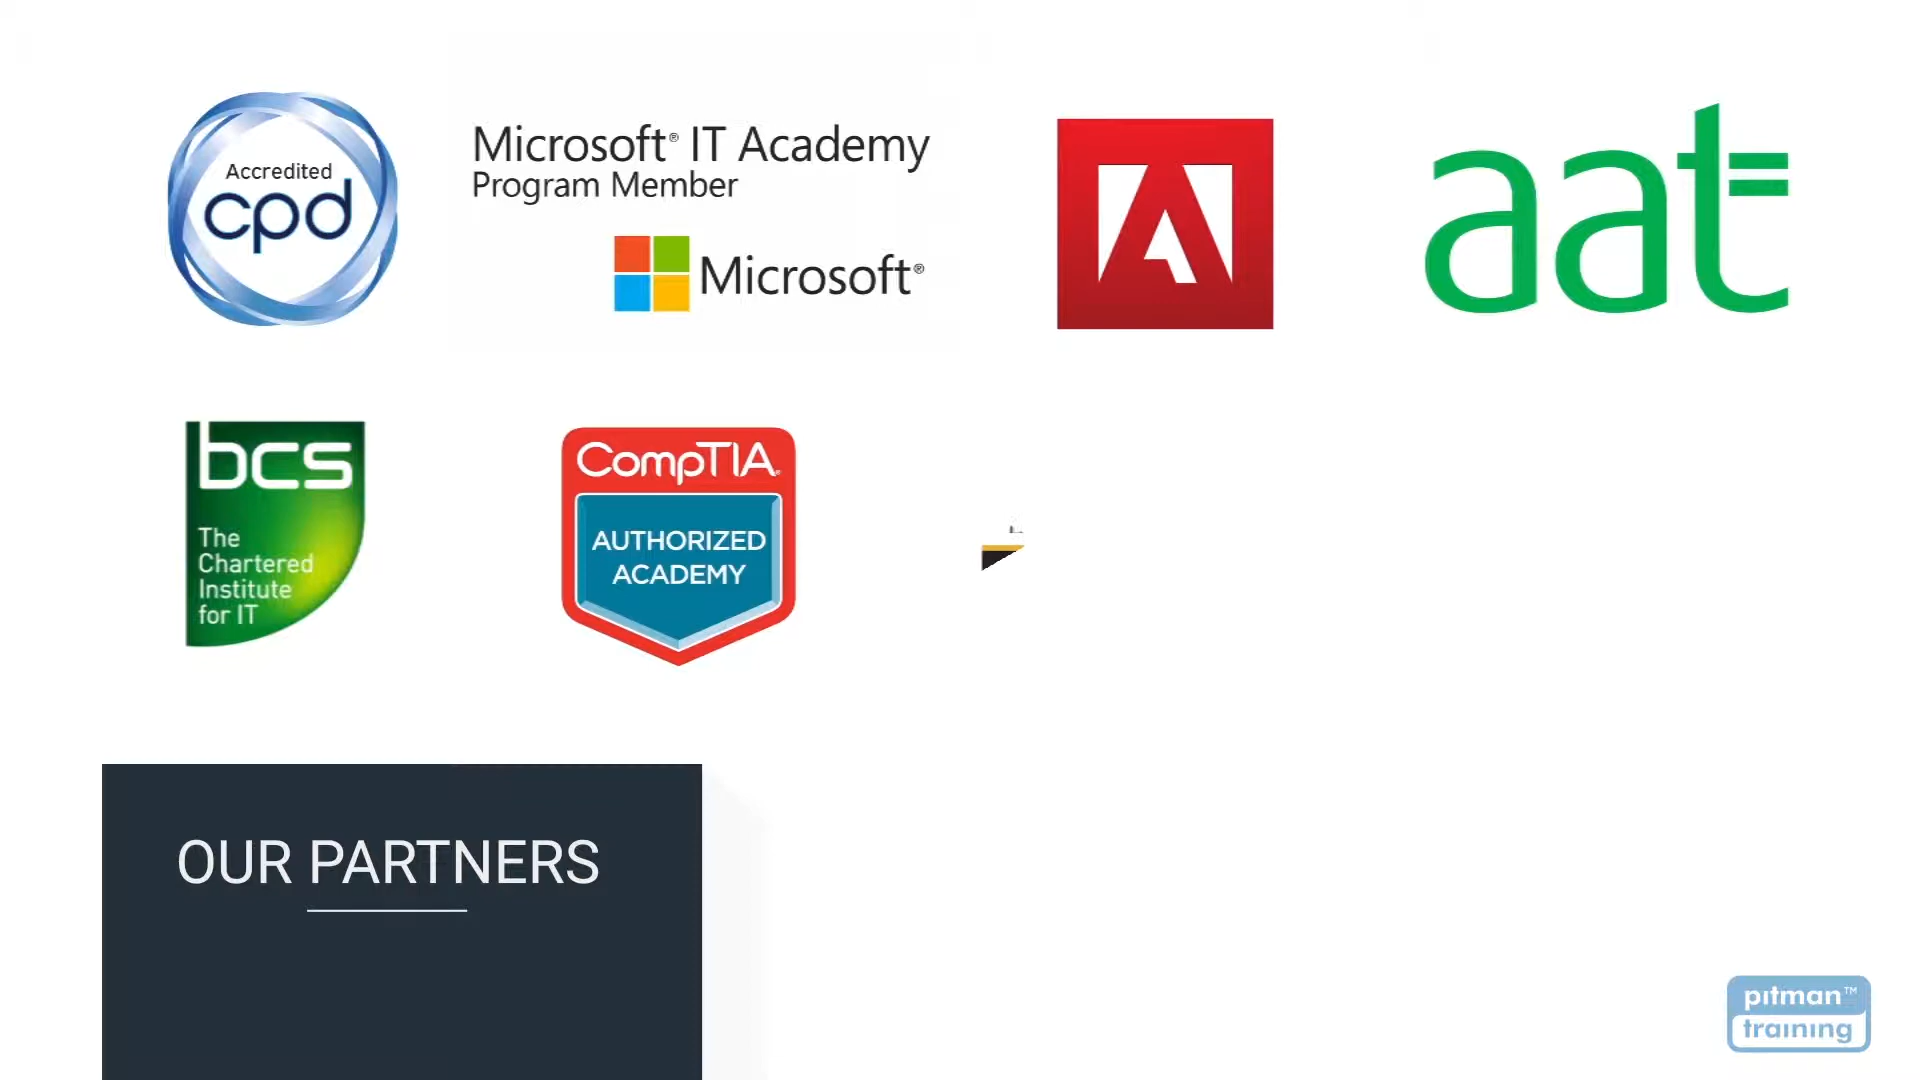 Accredited
cpd
Microsoft® IT Academy
Program Member
Microsoft®
aat
bcs
The
Chartered
Institute
for IT
CompTIA.
AUTHORIZED
ACADEMY
OUR PARTNERS
pitman™
training